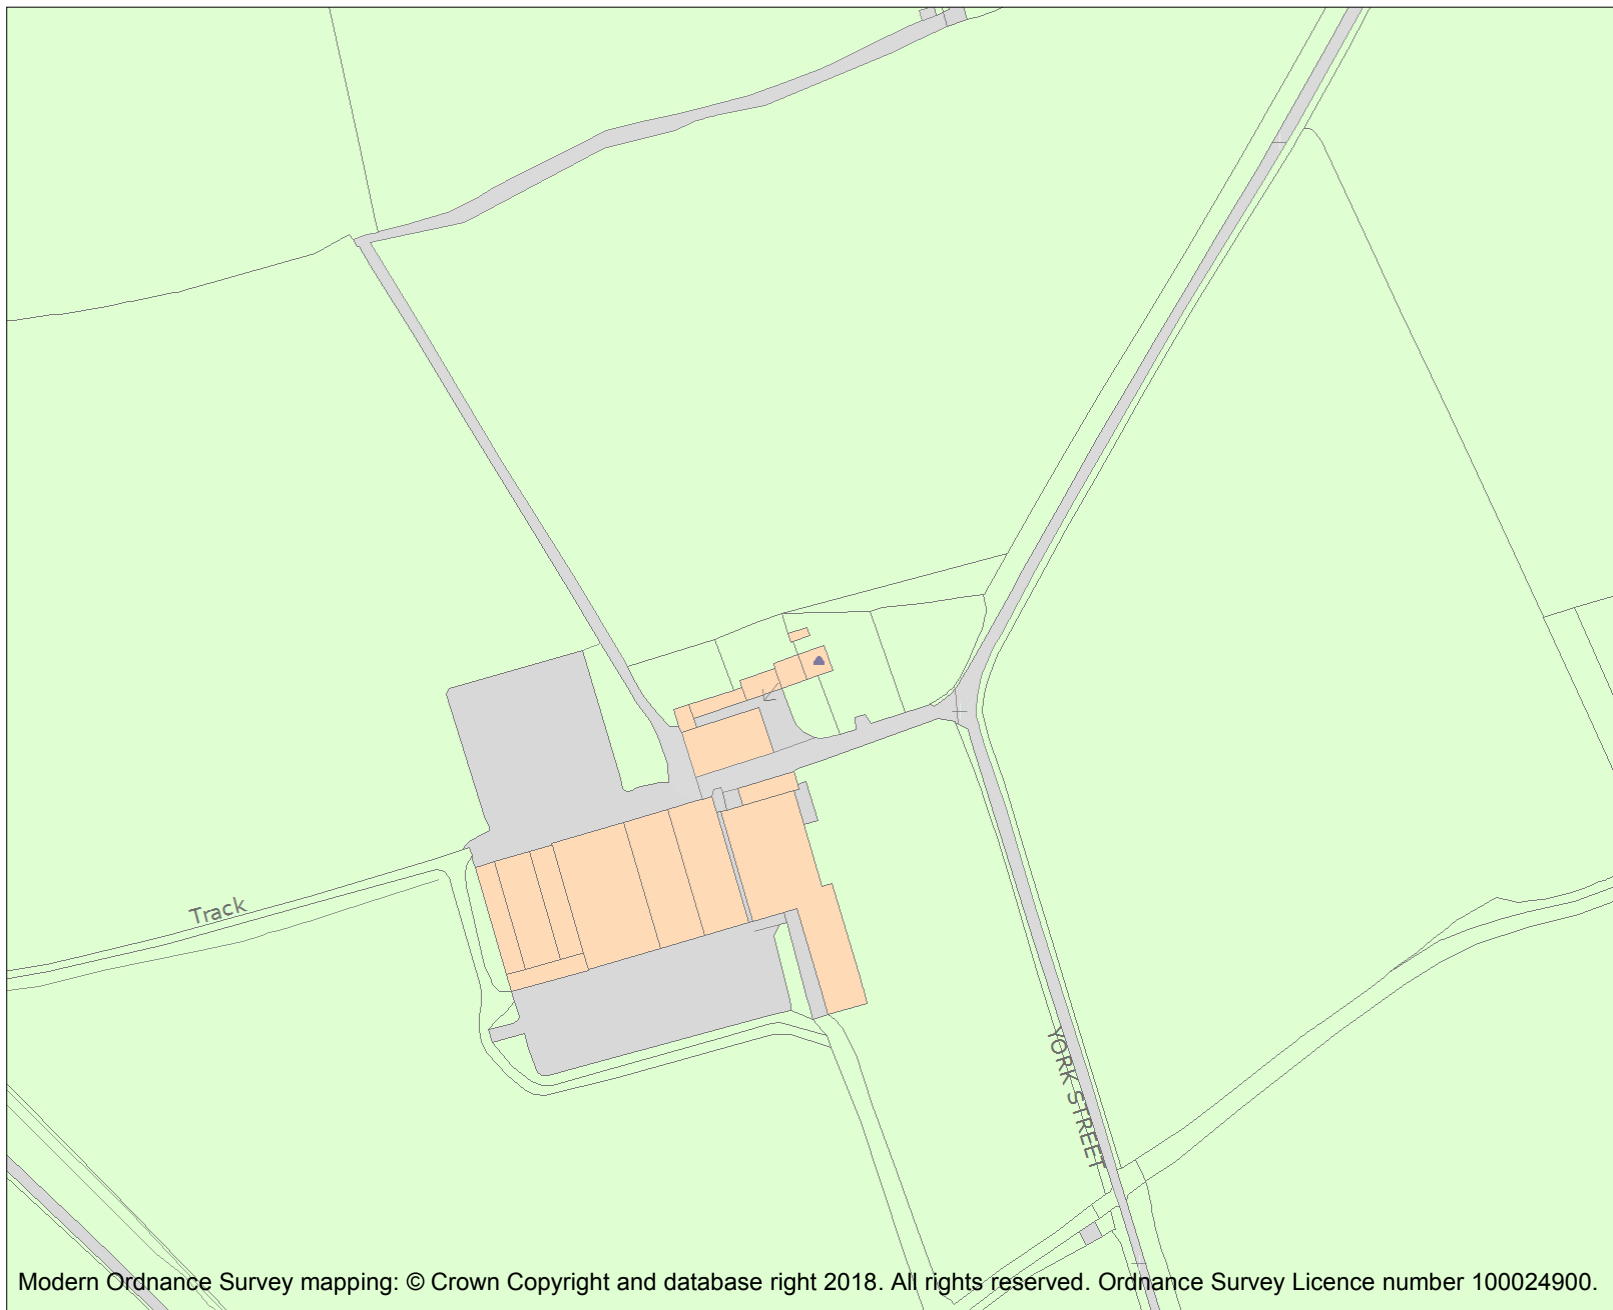 Track
YORK STREET
Modern Ordnance Survey mapping: © Crown Copyright and database right 2018. All rights reserved. Ordnance Survey Licence number 100024900.